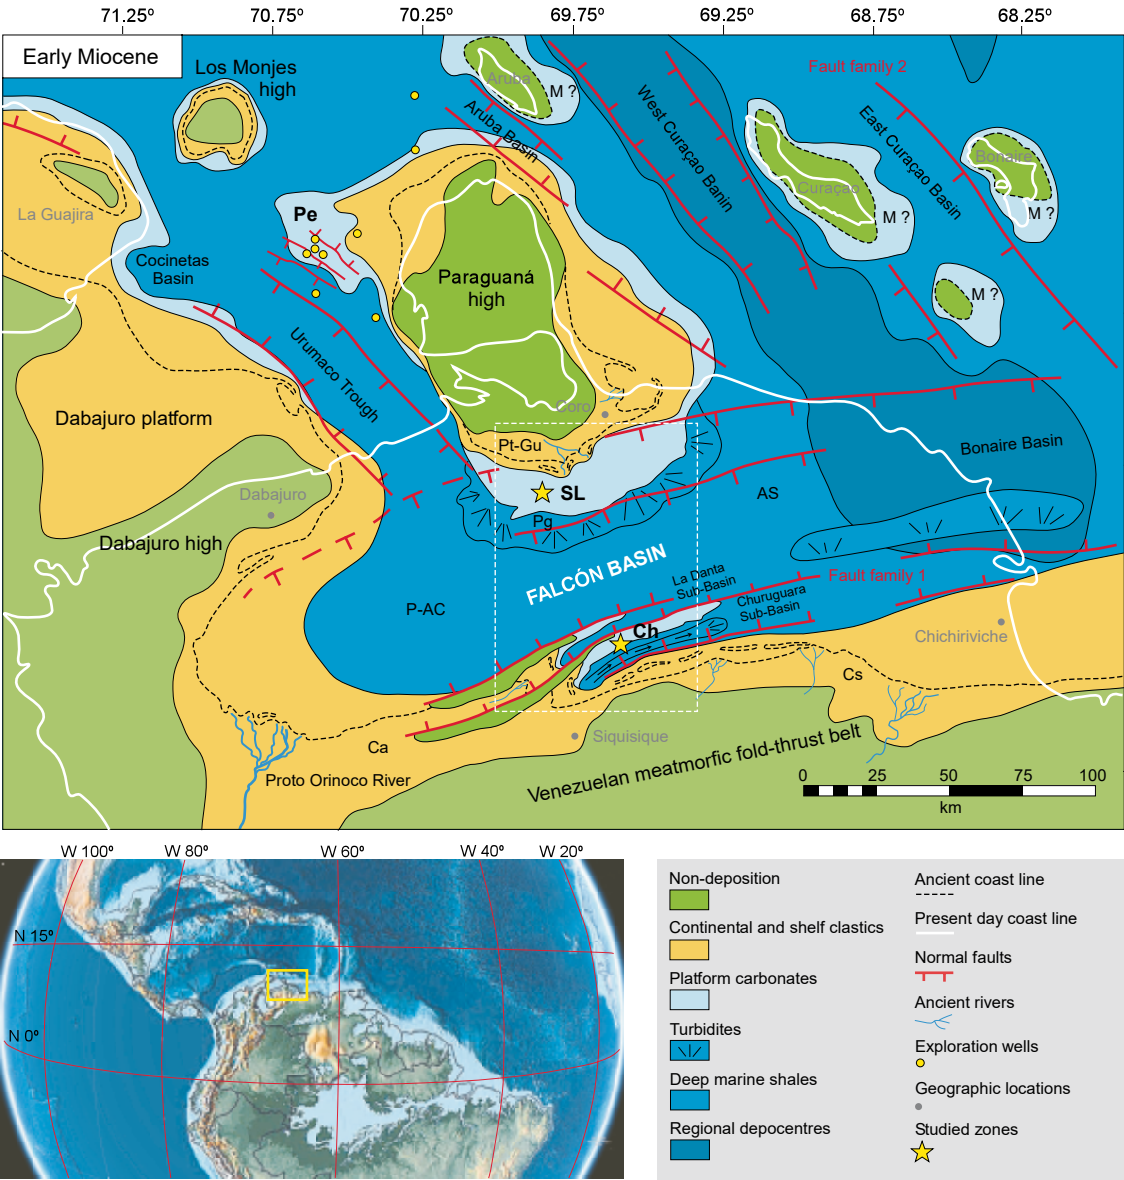 71.25º
70.75º
70.25º
69.75º
69.25º
68.75º
68.25º
Early Miocene
Los Monjes
high
Aruba
M ?
Fault family 2
Aruba Basin
West Curaçao Banin
East Curaçao Basin
Bonaire
M ?
Curaçao
M ?
La Guajira
Pe
Cocinetas
Basin
Paraguaná
high
M ?
Urumaco Trough
Dabajuro platform
Coro
Pt-Gu
Bonaire Basin
Dabajuro
SL
AS
Pg
Dabajuro high
FALCÓN BASIN
La Danta
Sub-Basin
Fault family 1
P-AC
Churuguara
Sub-Basin
Ch
Chichiriviche
Cs
Siquisique
Ca
Venezuelan meatmorfic fold-thrust belt
Proto Orinoco River
0
25
50
75
100
km
W 100º
W 80º
W 60º
W 40º
W 20º
N 15º
N 0º
Non-deposition
Continental and shelf clastics
Platform carbonates
Turbidites
Deep marine shales
Regional depocentres
Ancient coast line
Present day coast line
Normal faults
Ancient rivers
Exploration wells
Geographic locations
Studied zones